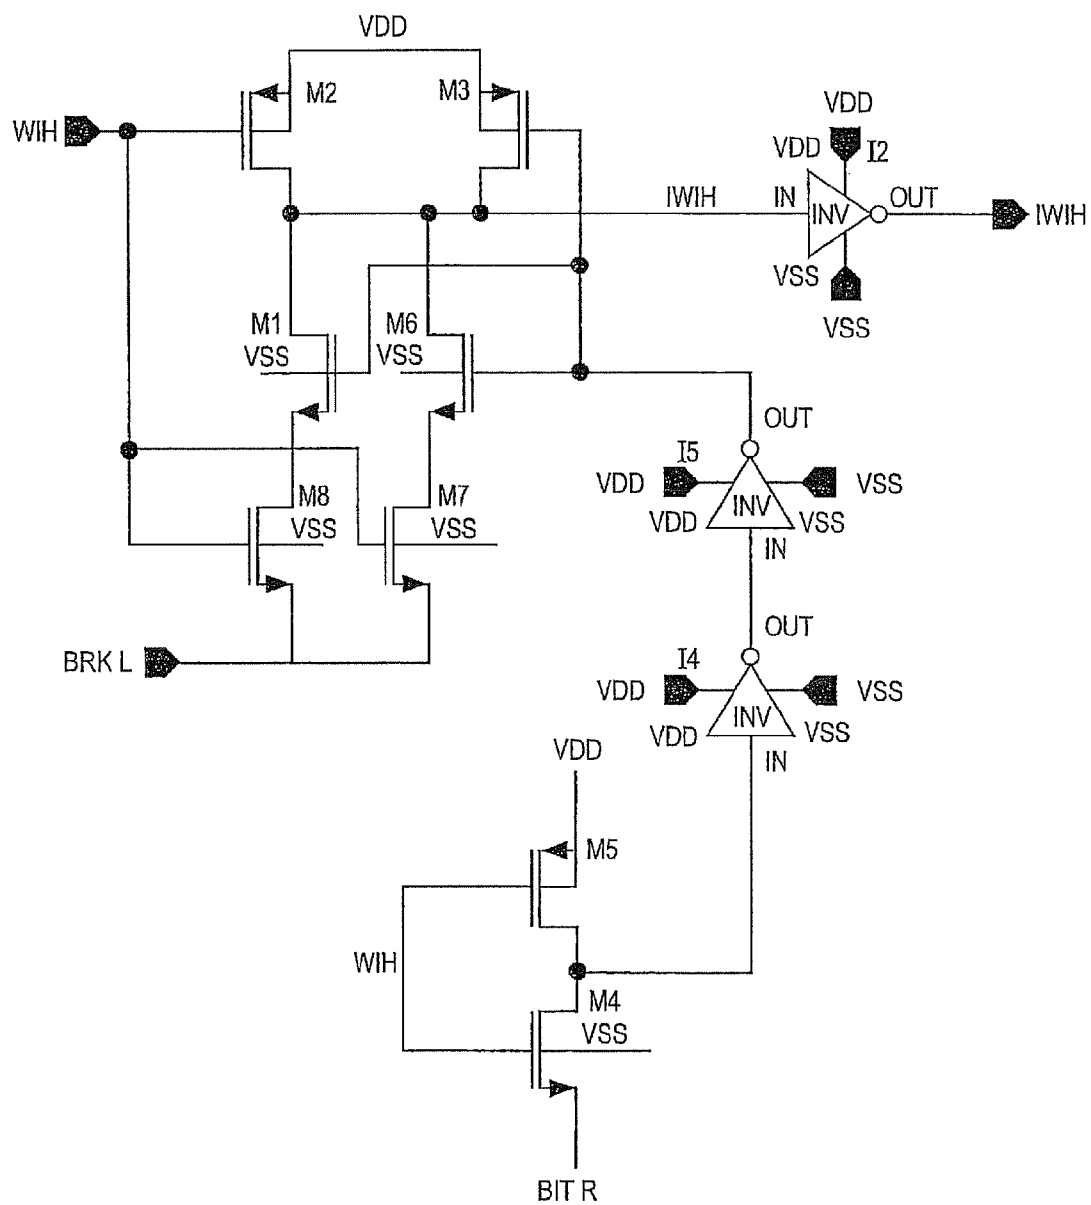 VDD
M2
M3
WIH
VDD
VDD
I2
IWIH
IN
INV
OUT
IWIH
VSS
VSS
M1
VSS
M6
VSS
OUT
I5
VDD
VSS
INV
VDD
VSS
IN
M8
VSS
M7
VSS
OUT
BRK L
I4
VDD
VSS
INV
VDD
VSS
IN
VDD
M5
WIH
M4
VSS
BIT R